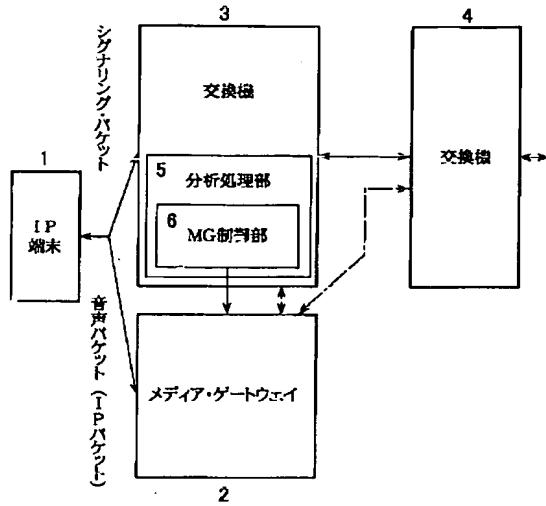 3
4
シグナリング・パケット
交換機
交換機
1
5
分析処理部
IP
端末
6
MG制御部
音声パケット(IPパケット)
メディア・ゲートウェイ
2